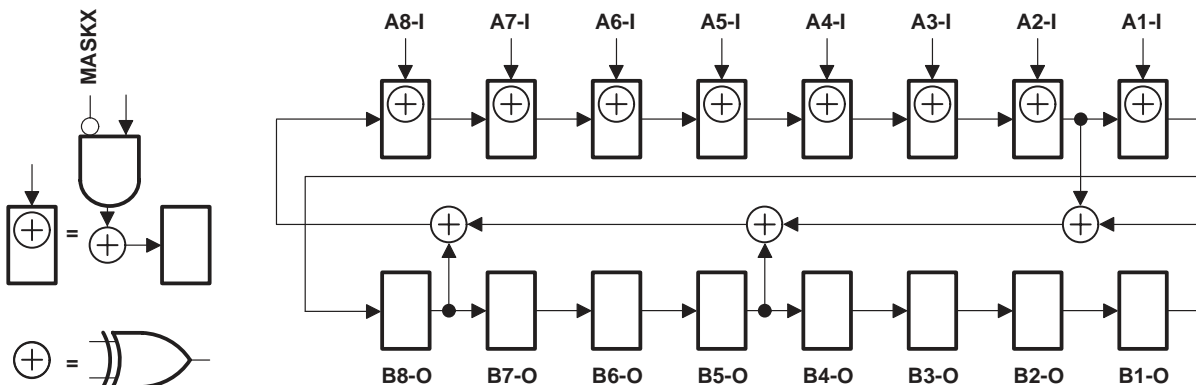 MASKX
=
=
A8-I A7-I A6-I A5-I A4-I A3-I A2-I A1-I
B8-O B7-O B6-O B5-O B4-O B3-O B2-O B1-O